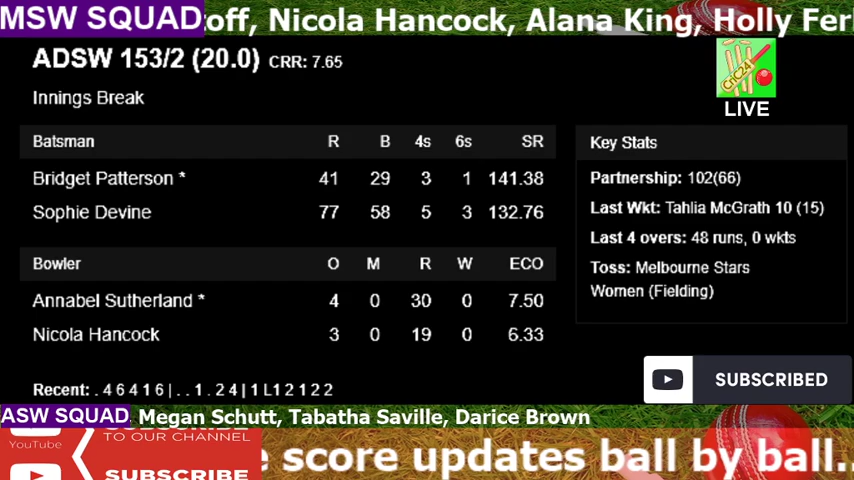 MSW SQUAD toff, Nicola Hancock, Alana King, Holly Ferl
ADSW 153/2 (20.0) CRR: 7.65
Cric24
LIVE
Innings Break
Batsman R B 4s 6s SR
Bridget Patterson * 41 29 3 1 141.38
Sophie Devine 77 58 5 3 132.76
Bowler O M R W ECO
Annabel Sutherland * 4 0 30 0 7.50
Nicola Hancock 3 0 19 0 6.33
Key Stats
Partnership: 102(66)
Last Wkt: Tahlia McGrath 10 (15)
Last 4 overs: 48 runs, 0 wkts
Toss: Melbourne Stars
Women (Fielding)
SUBSCRIBED
Recent: . 4 6 4 1 6 | . . 1 . 2 4 | 1 L1 2 1 2 2
ASW SQUAD Megan Schutt, Tabatha Saville, Darice Brown
YouTube
TO OUR CHANNEL
SUBSCRIBE
e score updates ball by ball..